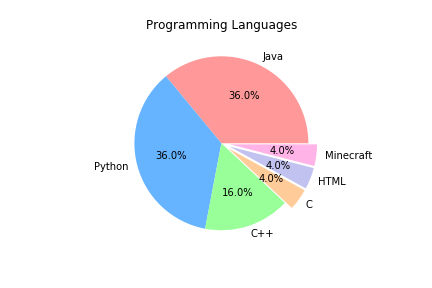 Programming Languages
Java
36.0%
36.0%
Python
16.0%
C++
4.0%
C
4.0%
HTML
4.0%
Minecraft